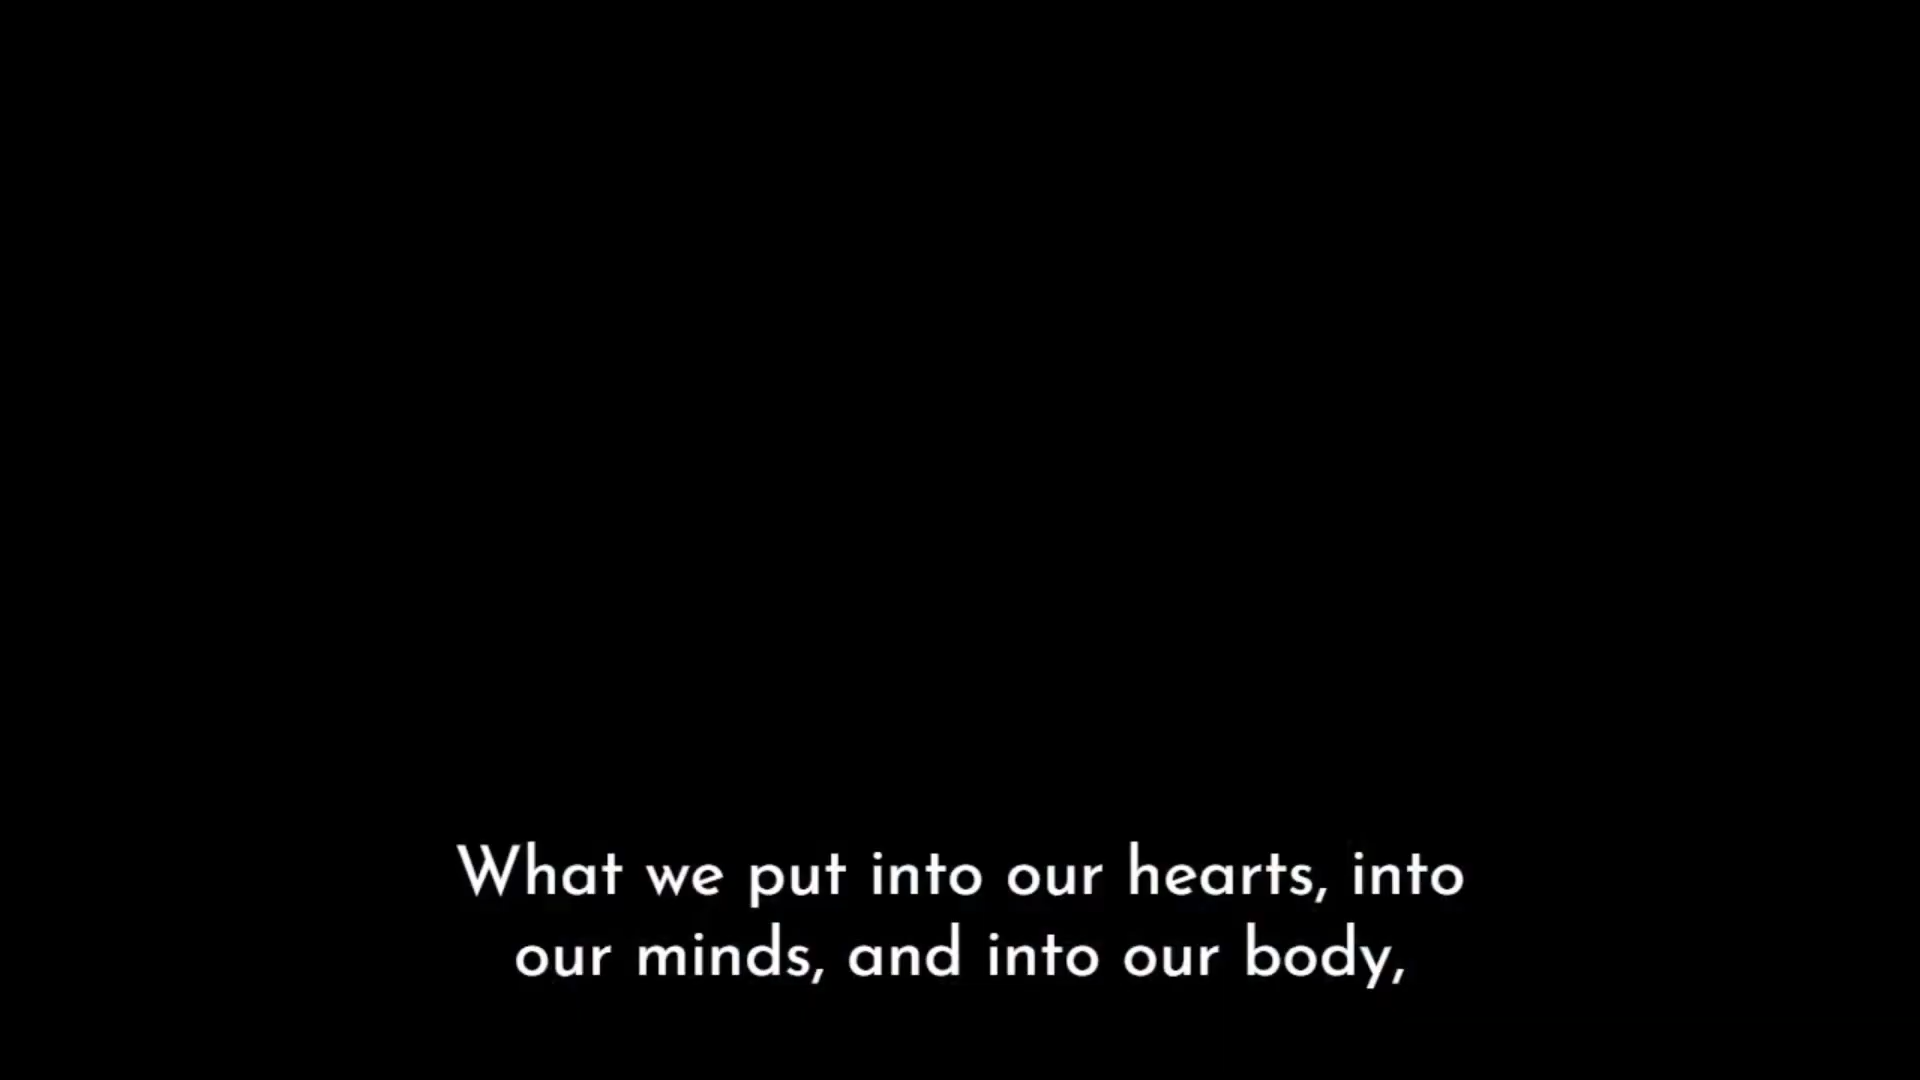 What we put into our hearts, into
our minds, and into our body,